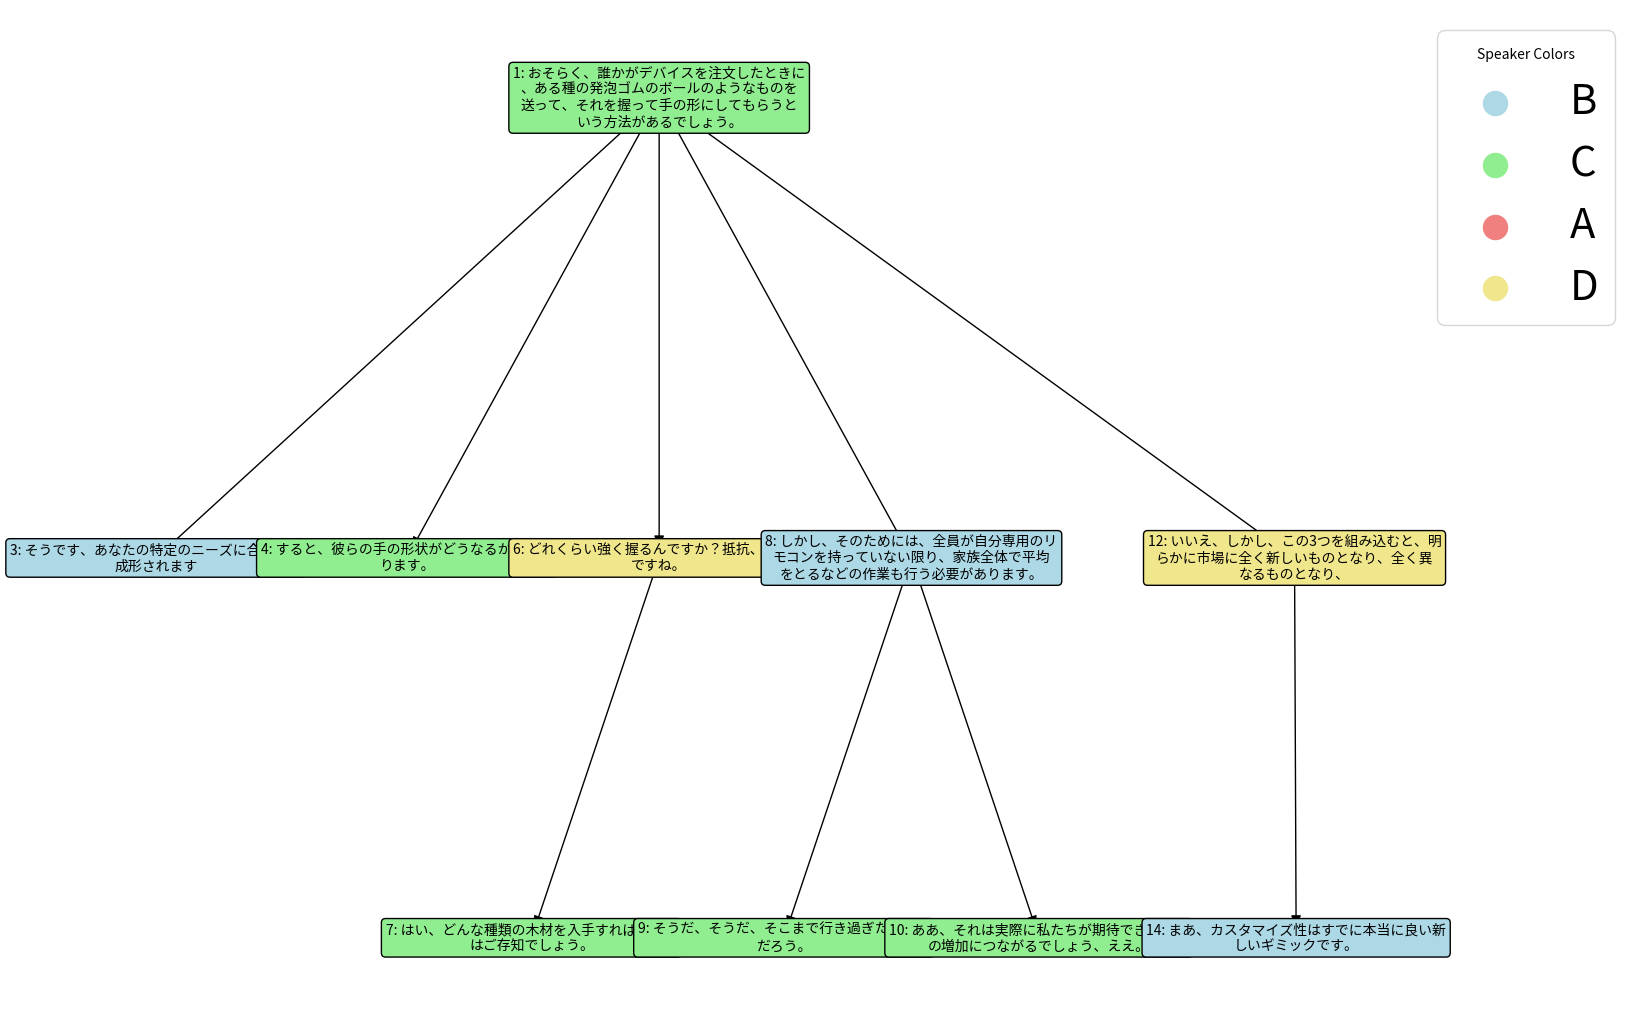 1: おそらく、誰かがデバイスを注文したときに
、ある種の発泡ゴムのボールのようなものを
送って、それを握って手の形にしてもらうと
いう方法があるでしょう。
Speaker Colors
B
C
A
D
3: そうです、あなたの特定のニーズに合
成形されます
4: すると、彼らの手の形状がどうなるか
ります。
6: どれくらい強く握るんですか？抵抗、
ですね。
8: しかし、そのためには、全員が自分専用のリ
モコンを持っていない限り、家族全体で平均
をとるなどの作業も行う必要があります。
12: いいえ、しかし、この3つを組み込むと、明
らかに市場に全く新しいものとなり、全く異
なるものとなり、
7: はい、どんな種類の木材を入手すれば
はご存知でしょう。
9: そうだ、そうだ、そこまで行き過ぎた
だろう。
10: ああ、それは実際に私たちが期待でき
の増加につながるでしょう、ええ。
14: まあ、カスタマイズ性はすでに本当に良い新
しいギミックです。